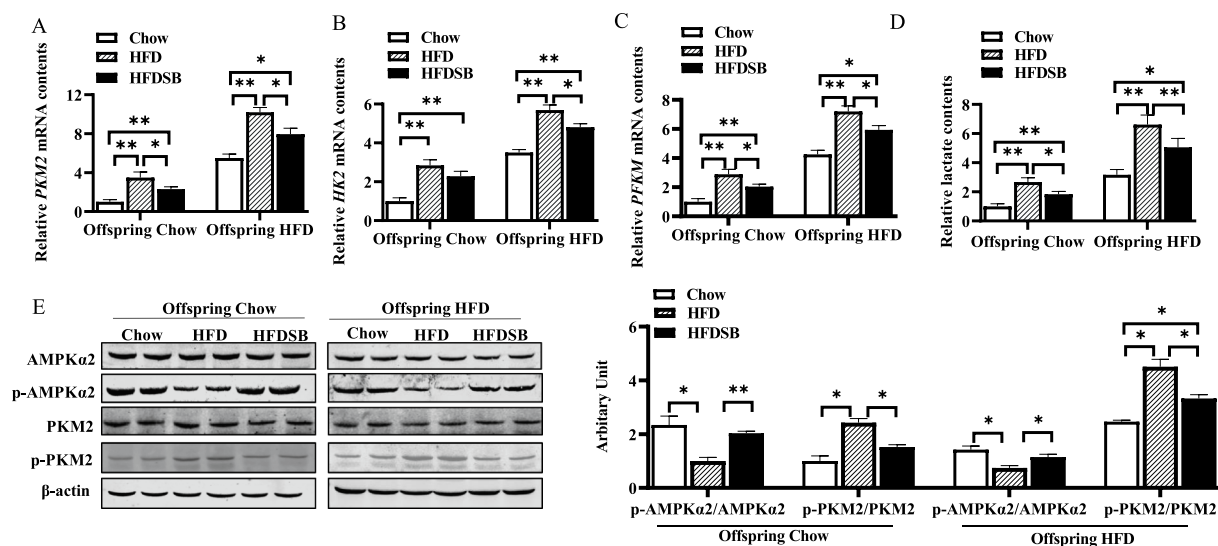 A
Chow
HFD
HFDSB
Relative PKM2 mRNA contents
12
8
4
0
** ** * ** * *
Offspring Chow Offspring HFD
B
Chow
HFD
HFDSB
Relative HK2 mRNA contents
6
4
2
0
** ** ** ** *
Offspring Chow Offspring HFD
C
Chow
HFD
HFDSB
Relative PFKM mRNA contents
10
8
6
4
2
0
** ** * * ** *
Offspring Chow Offspring HFD
D
Chow
HFD
HFDSB
Relative lactate contents
8
6
4
2
0
** ** * * ** **
Offspring Chow Offspring HFD
E
Offspring Chow Offspring HFD
Chow HFD HFDSB Chow HFD HFDSB
AMPKα2
p-AMPKα2
PKM2
p-PKM2
β-actin
Chow
HFD
HFDSB
Arbitary Unit
6
4
2
0
* ** * * * * * * *
p-AMPKα2/AMPKα2 p-PKM2/PKM2 p-AMPKα2/AMPKα2 p-PKM2/PKM2
Offspring Chow Offspring HFD